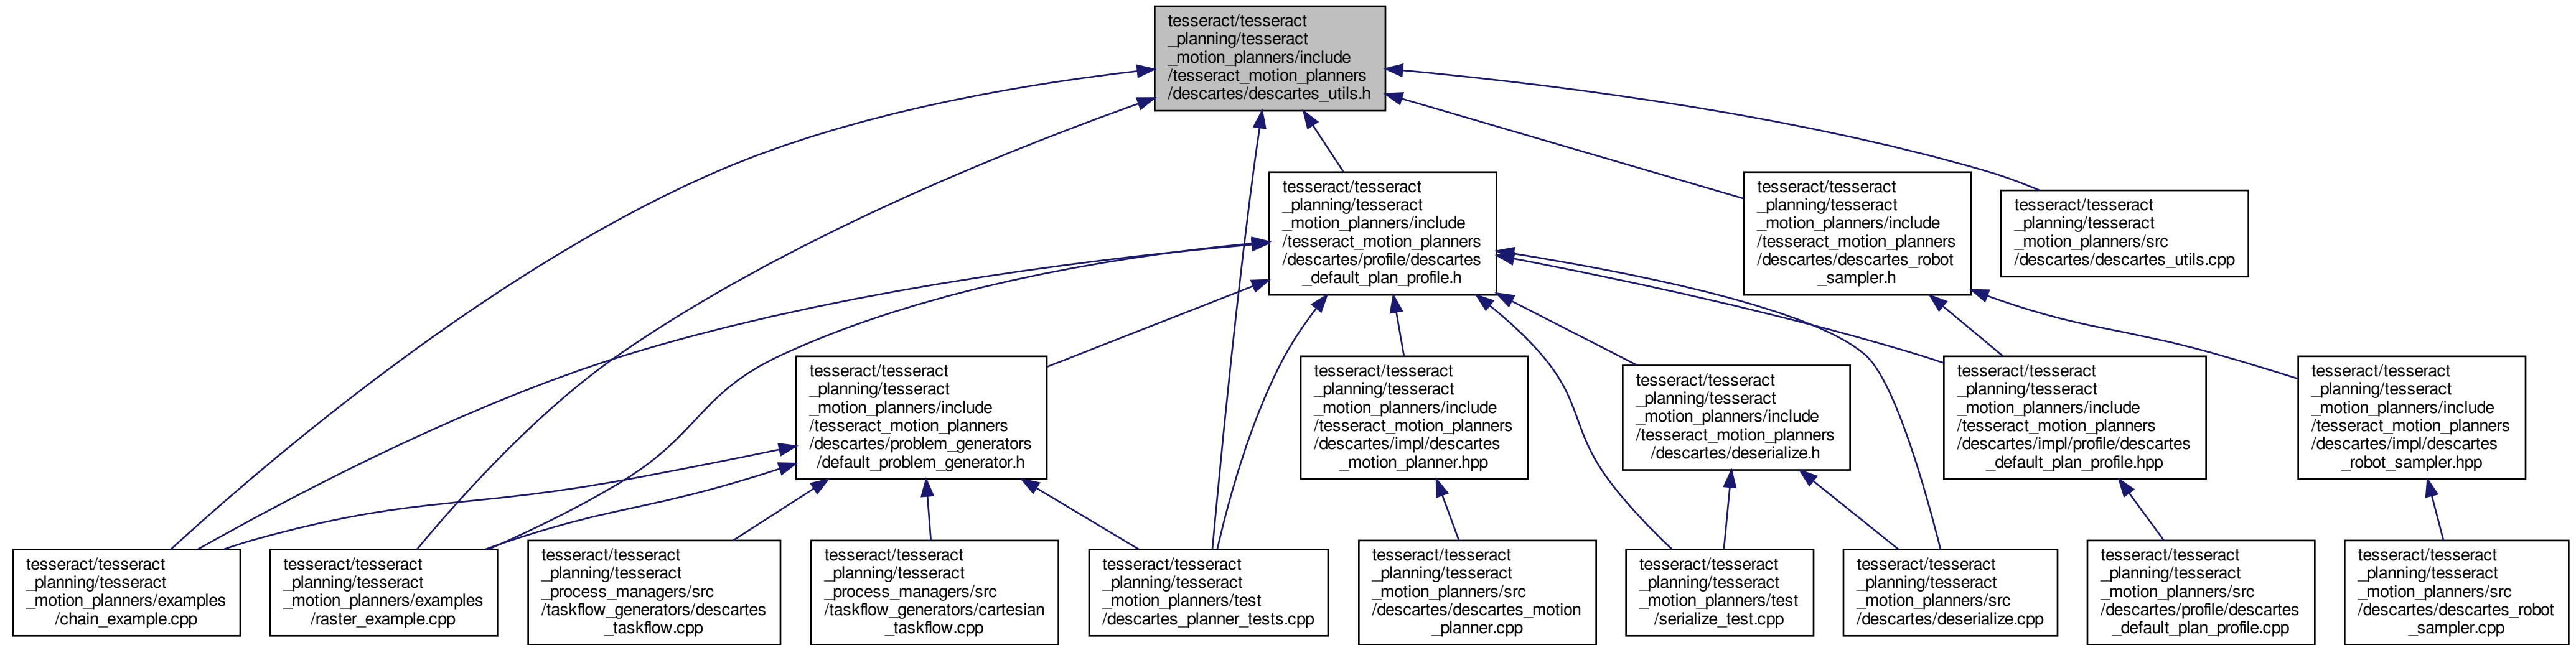 tesseract/tesseract
_planning/tesseract
_motion_planners/include
/tesseract_motion_planners
/descartes/descartes_utils.h
tesseract/tesseract
_planning/tesseract
_motion_planners/include
/tesseract_motion_planners
/descartes/profile/descartes
_default_plan_profile.h
tesseract/tesseract
_planning/tesseract
_motion_planners/include
/tesseract_motion_planners
/descartes/descartes_robot
_sampler.h
tesseract/tesseract
_planning/tesseract
_motion_planners/src
/descartes/descartes_utils.cpp
tesseract/tesseract
_planning/tesseract
_motion_planners/include
/tesseract_motion_planners
/descartes/problem_generators
/default_problem_generator.h
tesseract/tesseract
_planning/tesseract
_motion_planners/include
/tesseract_motion_planners
/descartes/impl/descartes
_motion_planner.hpp
tesseract/tesseract
_planning/tesseract
_motion_planners/include
/tesseract_motion_planners
/descartes/deserialize.h
tesseract/tesseract
_planning/tesseract
_motion_planners/include
/tesseract_motion_planners
/descartes/impl/profile/descartes
_default_plan_profile.hpp
tesseract/tesseract
_planning/tesseract
_motion_planners/include
/tesseract_motion_planners
/descartes/impl/descartes
_robot_sampler.hpp
tesseract/tesseract
_planning/tesseract
_motion_planners/examples
/chain_example.cpp
tesseract/tesseract
_planning/tesseract
_motion_planners/examples
/raster_example.cpp
tesseract/tesseract
_planning/tesseract
_process_managers/src
/taskflow_generators/descartes
_taskflow.cpp
tesseract/tesseract
_planning/tesseract
_process_managers/src
/taskflow_generators/cartesian
_taskflow.cpp
tesseract/tesseract
_planning/tesseract
_motion_planners/test
/descartes_planner_tests.cpp
tesseract/tesseract
_planning/tesseract
_motion_planners/src
/descartes/descartes_motion
_planner.cpp
tesseract/tesseract
_planning/tesseract
_motion_planners/test
/serialize_test.cpp
tesseract/tesseract
_planning/tesseract
_motion_planners/src
/descartes/deserialize.cpp
tesseract/tesseract
_planning/tesseract
_motion_planners/src
/descartes/profile/descartes
_default_plan_profile.cpp
tesseract/tesseract
_planning/tesseract
_motion_planners/src
/descartes/descartes_robot
_sampler.cpp